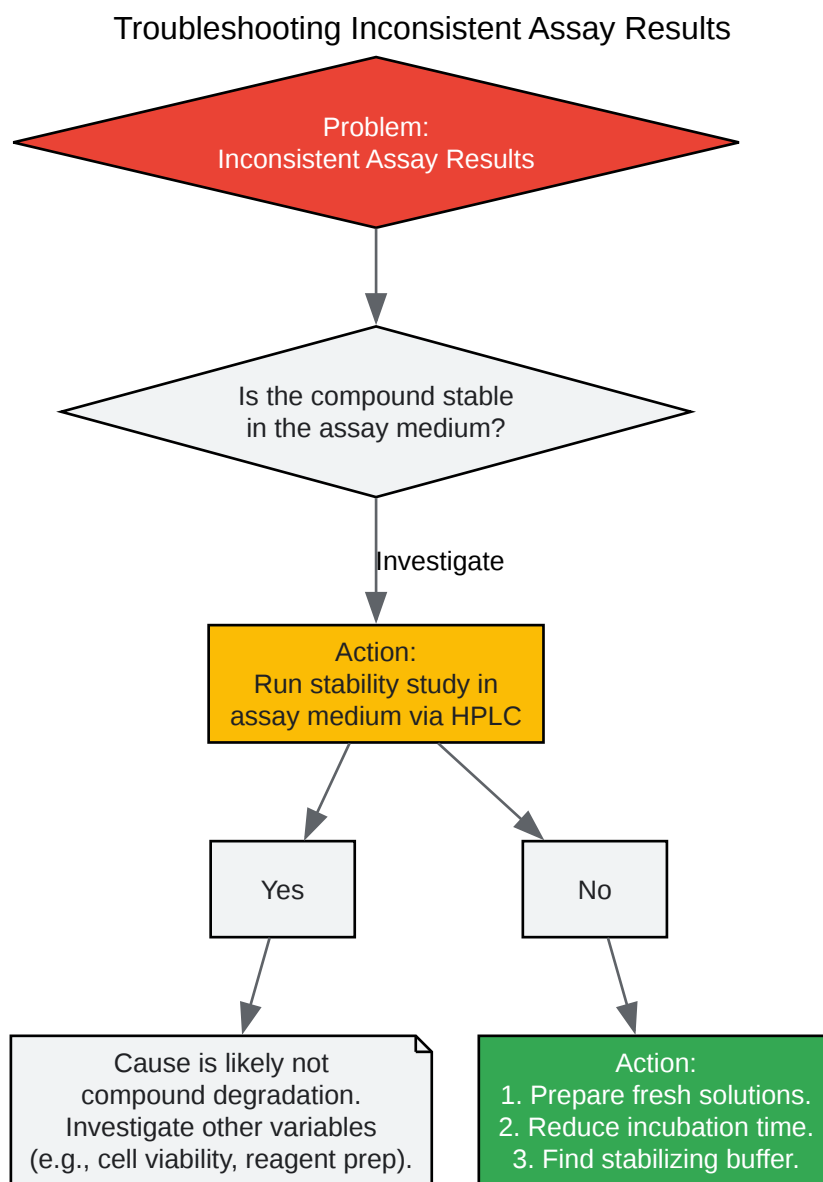 Troubleshooting Inconsistent Assay Results
Problem:
Inconsistent Assay Results
Is the compound stable
in the assay medium?
Investigate
Action:
Run stability study in
assay medium via HPLC
Yes
No
Cause is likely not
compound degradation.
Investigate other variables
(e.g., cell viability, reagent prep).
Action:
1. Prepare fresh solutions.
2. Reduce incubation time.
3. Find stabilizing buffer.